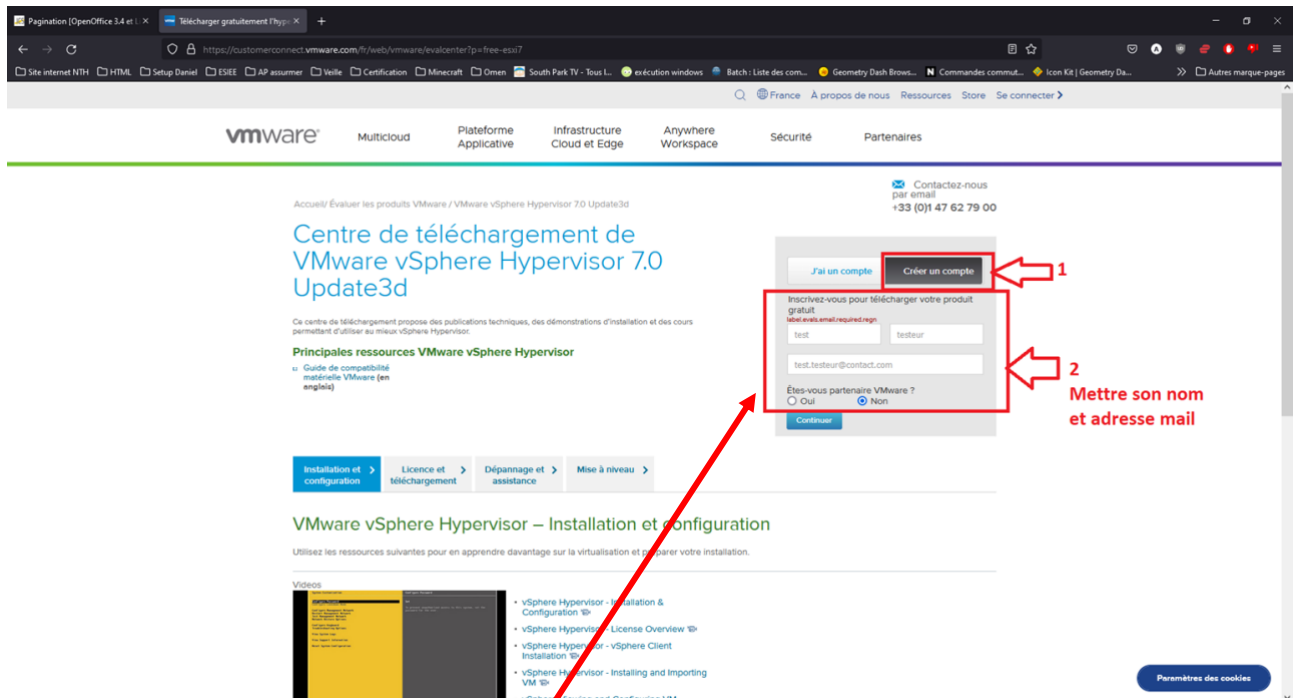 Pagination [OpenOffice 3.4 et L
Télécharger gratuitement l'hype
https://customerconnect.vmware.com/fr/web/vmware/evalcenter?p=free-esxi7
Site internet NTH HTML Setup Daniel ESIEE AP assurmer Veille Certification Minecraft Omen South Park TV - Tous l... exécution windows Batch : Liste des com... Geometry Dash Brows... Commandes commut... Icon Kit | Geometry Da... Autres marque-pages
France À propos de nous Ressources Store Se connecter
vmware Multicloud Plateforme Applicative Infrastructure Cloud et Edge Anywhere Workspace Sécurité Partenaires
Contactez-nous
par email
+33 (0)1 47 62 79 00
Accueil/ Évaluer les produits VMware / VMware vSphere Hypervisor 7.0 Update3d
Centre de téléchargement de
VMware vSphere Hypervisor 7.0
Update3d
Ce centre de téléchargement propose des publications techniques, des démonstrations d'installation et des cours
permettant d'utiliser au mieux vSphere Hypervisor.
Principales ressources VMware vSphere Hypervisor
Guide de compatibilité
matérielle VMware (en
anglais)
J'ai un compte Créer un compte
1
Inscrivez-vous pour télécharger votre produit
gratuit
label.evals.email.required.regn
test testeur
test.testeur@contact.com
Êtes-vous partenaire VMware ?
Oui Non
Continuer
2
Mettre son nom
et adresse mail
Installation et configuration Licence et téléchargement Dépannage et assistance Mise à niveau
VMware vSphere Hypervisor – Installation et configuration
Utilisez les ressources suivantes pour en apprendre davantage sur la virtualisation et préparer votre installation.
Videos
vSphere Hypervisor - Installation &
Configuration
vSphere Hypervisor - License Overview
vSphere Hypervisor - vSphere Client
Installation
vSphere Hypervisor - Installing and Importing
VM
Paramètres des cookies